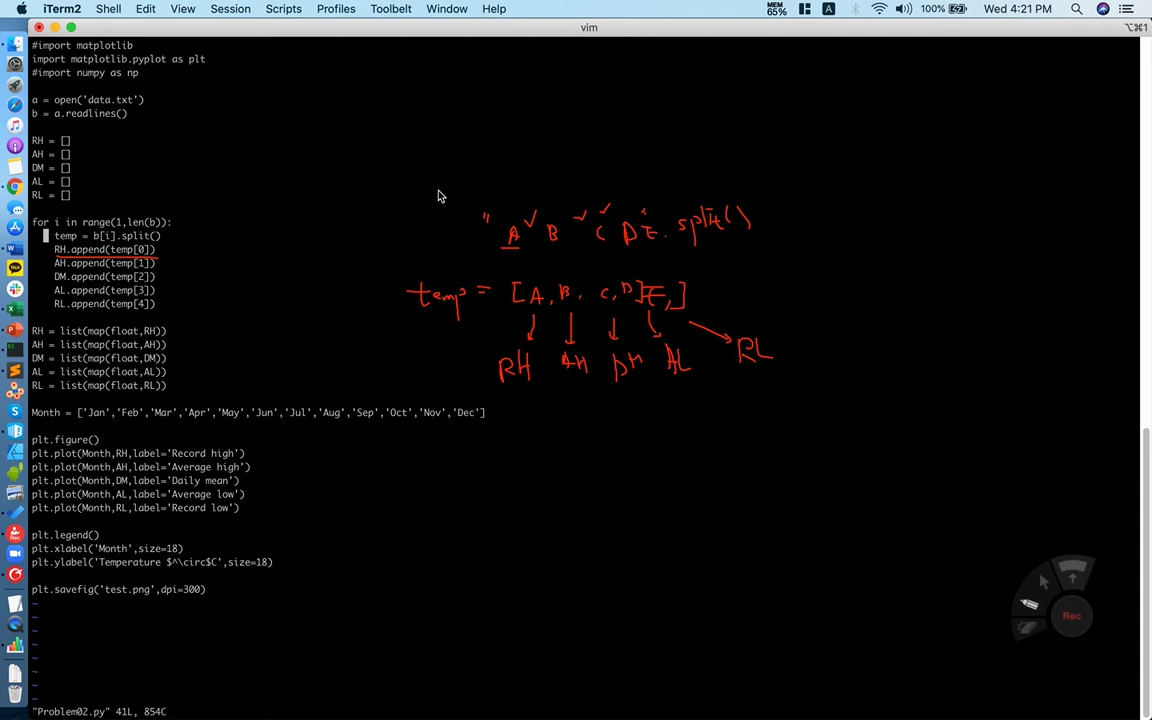 iTerm2 Shell Edit View Session Scripts Profiles Toolbelt Window Help MEM 65% A 100% Wed 4:21 PM
vim ⌥⌘1
#import matplotlib
import matplotlib.pyplot as plt
#import numpy as np
a = open('data.txt')
b = a.readlines()
RH = []
AH = []
DM = []
AL = []
RL = []
for i in range(1,len(b)):
temp = b[i].split()
RH.append(temp[0])
AH.append(temp[1])
DM.append(temp[2])
AL.append(temp[3])
RL.append(temp[4])
RH = list(map(float,RH))
AH = list(map(float,AH))
DM = list(map(float,DM))
AL = list(map(float,AL))
RL = list(map(float,RL))
Month = ['Jan','Feb','Mar','Apr','May','Jun','Jul','Aug','Sep','Oct','Nov','Dec']
plt.figure()
plt.plot(Month,RH,label='Record high')
plt.plot(Month,AH,label='Average high')
plt.plot(Month,DM,label='Daily mean')
plt.plot(Month,AL,label='Average low')
plt.plot(Month,RL,label='Record low')
plt.legend()
plt.xlabel('Month',size=18)
plt.ylabel('Temperature $^\circ$C',size=18)
plt.savefig('test.png',dpi=300)
~
~
~
~
~
~
~
~
"Problem02.py" 41L, 854C
" A B C D E". split()
temp = [A, B, C, D] E, ]
RH AH DM AL RL
Rec